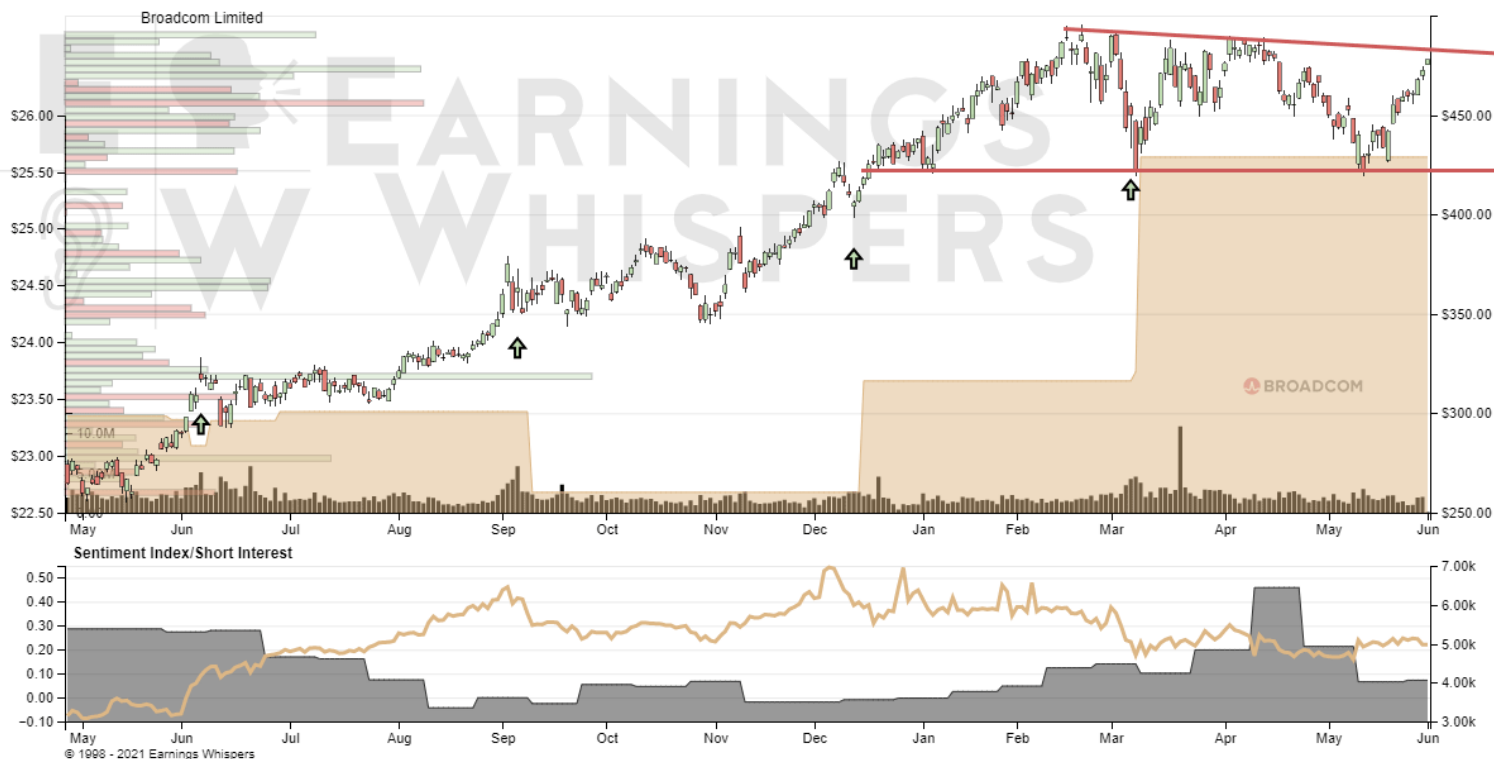 Broadcom Limited
EARNINGS
WHISPERS
$26.00
$25.50
$25.00
$24.50
$24.00
$23.50
$23.00
$22.50
$450.00
$400.00
$350.00
$300.00
$250.00
10.0M
0.00
BROADCOM
May Jun Jul Aug Sep Oct Nov Dec Jan Feb Mar Apr May Jun
Sentiment Index/Short Interest
0.50
0.40
0.30
0.20
0.10
0.00
−0.10
7.00k
6.00k
5.00k
4.00k
3.00k
May Jun Jul Aug Sep Oct Nov Dec Jan Feb Mar Apr May Jun
© 1998 - 2021 Earnings Whispers